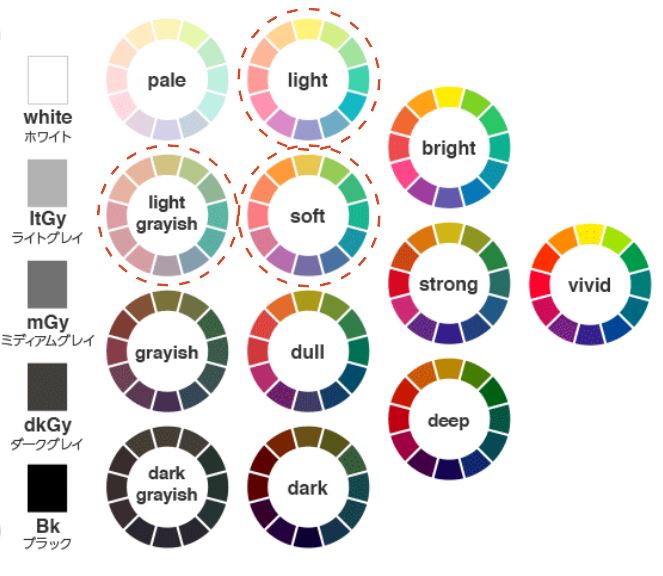 white
ホワイト
ltGy
ライトグレイ
mGy
ミディアムグレイ
dkGy
ダークグレイ
Bk
ブラック
pale
light
light
grayish
soft
grayish
dull
dark
grayish
dark
bright
strong
deep
vivid